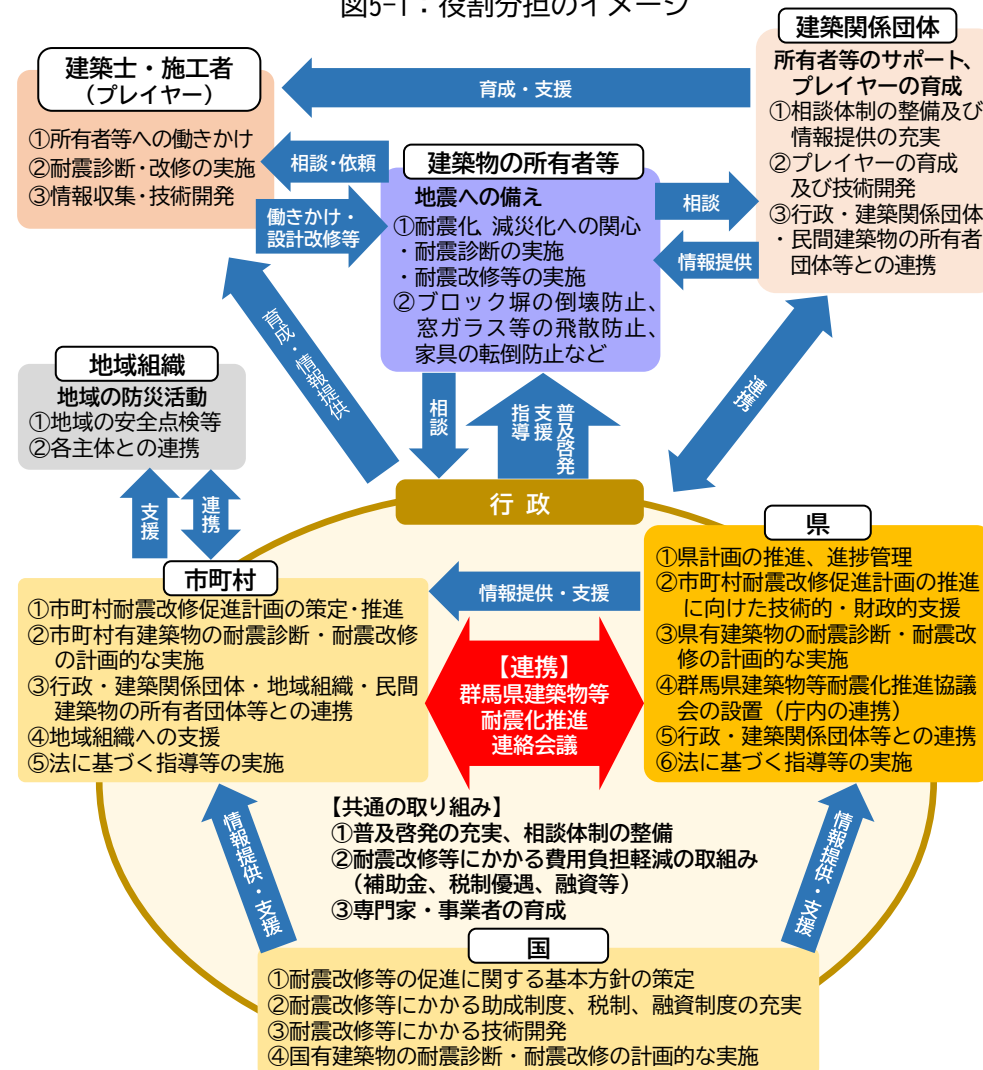 図5-1：役割分担のイメージ
建築関係団体
所有者等のサポート、
プレイヤーの育成
①相談体制の整備及び
情報提供の充実
②プレイヤーの育成
及び技術開発
③行政・建築関係団体
・民間建築物の所有者
団体等との連携
建築士・施工者
（プレイヤー）
①所有者等への働きかけ
②耐震診断・改修の実施
③情報収集・技術開発
育成・支援
相談・依頼
働きかけ・
設計改修等
建築物の所有者等
地震への備え
①耐震化、減災化への関心
・耐震診断の実施
・耐震改修等の実施
②ブロック塀の倒壊防止、
窓ガラス等の飛散防止、
家具の転倒防止など
相談
情報提供
育成・情報提供
連携
地域組織
地域の防災活動
①地域の安全点検等
②各主体との連携
支援
連携
相談
普及啓発
支援
指導
行政
市町村
①市町村耐震改修促進計画の策定・推進
②市町村有建築物の耐震診断・耐震改修
の計画的な実施
③行政・建築関係団体・地域組織・民間
建築物の所有者団体等との連携
④地域組織への支援
⑤法に基づく指導等の実施
情報提供・支援
【連携】
群馬県建築物等
耐震化推進
連絡会議
県
①県計画の推進、進捗管理
②市町村耐震改修促進計画の推進
に向けた技術的・財政的支援
③県有建築物の耐震診断・耐震改
修の計画的な実施
④群馬県建築物等耐震化推進協議
会の設置（庁内の連携）
⑤行政・建築関係団体等との連携
⑥法に基づく指導等の実施
【共通の取り組み】
①普及啓発の充実、相談体制の整備
②耐震改修等にかかる費用負担軽減の取組み
（補助金、税制優遇、融資等）
③専門家・事業者の育成
情報提供・支援
情報提供・支援
国
①耐震改修等の促進に関する基本方針の策定
②耐震改修等にかかる助成制度、税制、融資制度の充実
③耐震改修等にかかる技術開発
④国有建築物の耐震診断・耐震改修の計画的な実施